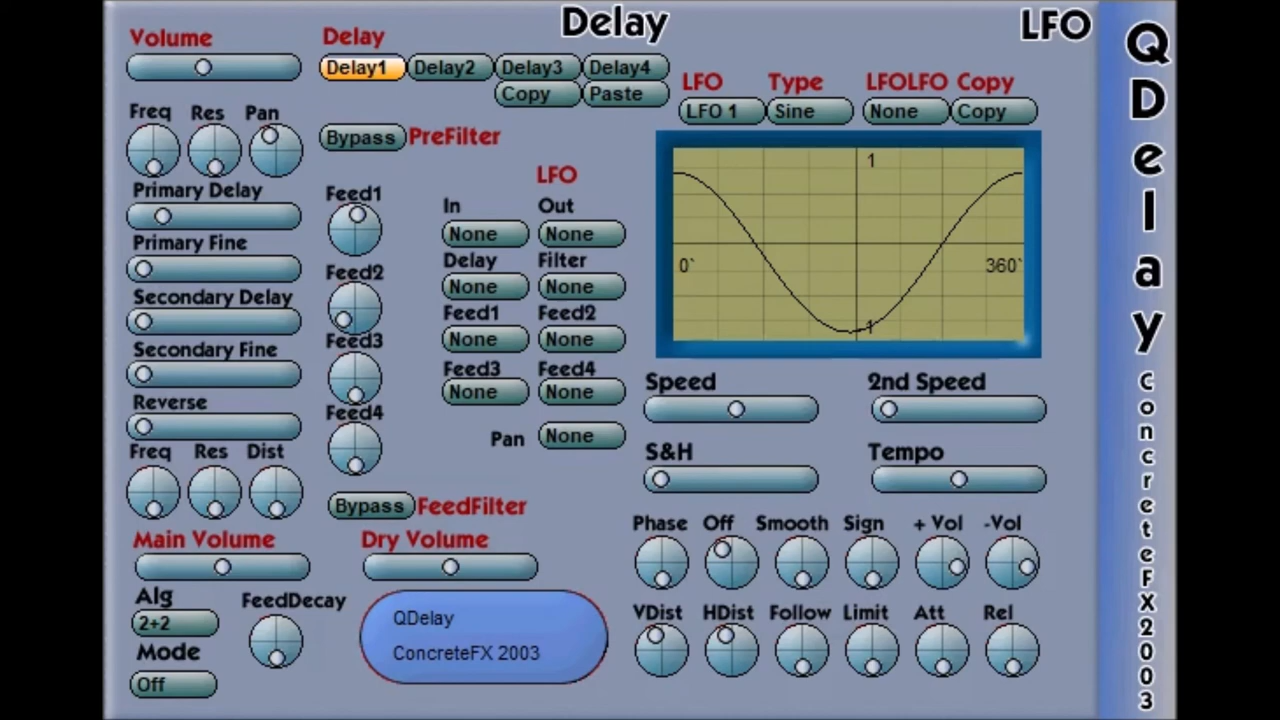 Delay
LFO
Volume
Delay
Delay1 Delay2 Delay3 Delay4
Copy Paste
Freq Res Pan
Bypass PreFilter
Primary Delay
Primary Fine
Secondary Delay
Secondary Fine
Reverse
Freq Res Dist
Feed1
Feed2
Feed3
Feed4
LFO
In Out
None None
Delay Filter
None None
Feed1 Feed2
None None
Feed3 Feed4
None None
Pan None
Bypass FeedFilter
Main Volume
Dry Volume
Alg
2+2
FeedDecay
Mode
Off
QDelay
ConcreteFX 2003
LFO Type LFOLFO Copy
LFO 1 Sine None Copy
1
0` 360`
-1
Speed 2nd Speed
S&H Tempo
Phase Off Smooth Sign + Vol -Vol
VDist HDist Follow Limit Att Rel
QDelay
ConcreteFX2003